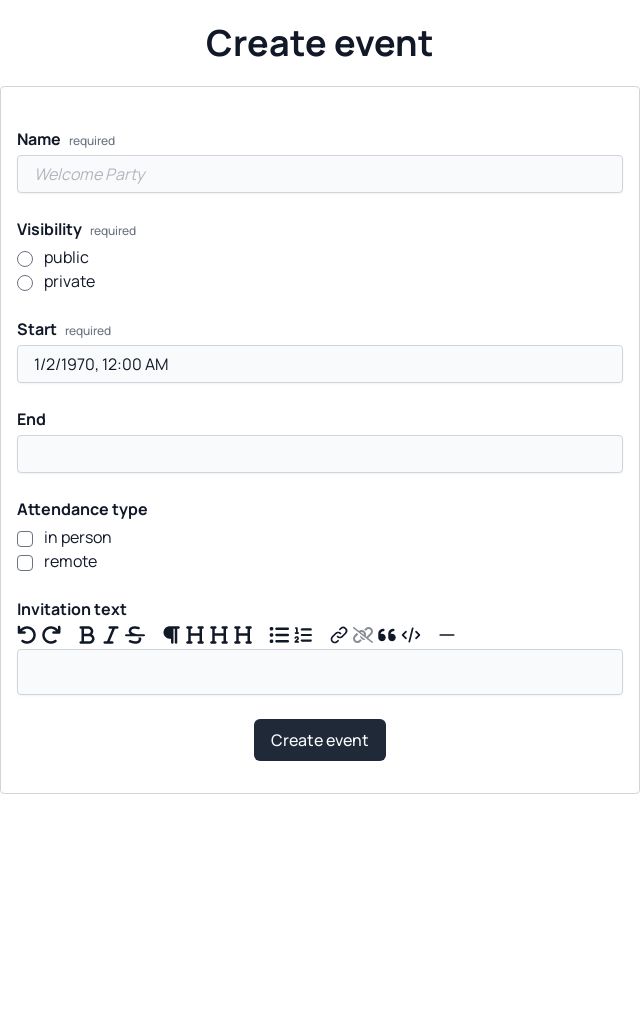 Create event
Name required
Welcome Party
Visibility required
public
private
Start required
1/2/1970, 12:00 AM
End
Attendance type
in person
remote
Invitation text
Create event